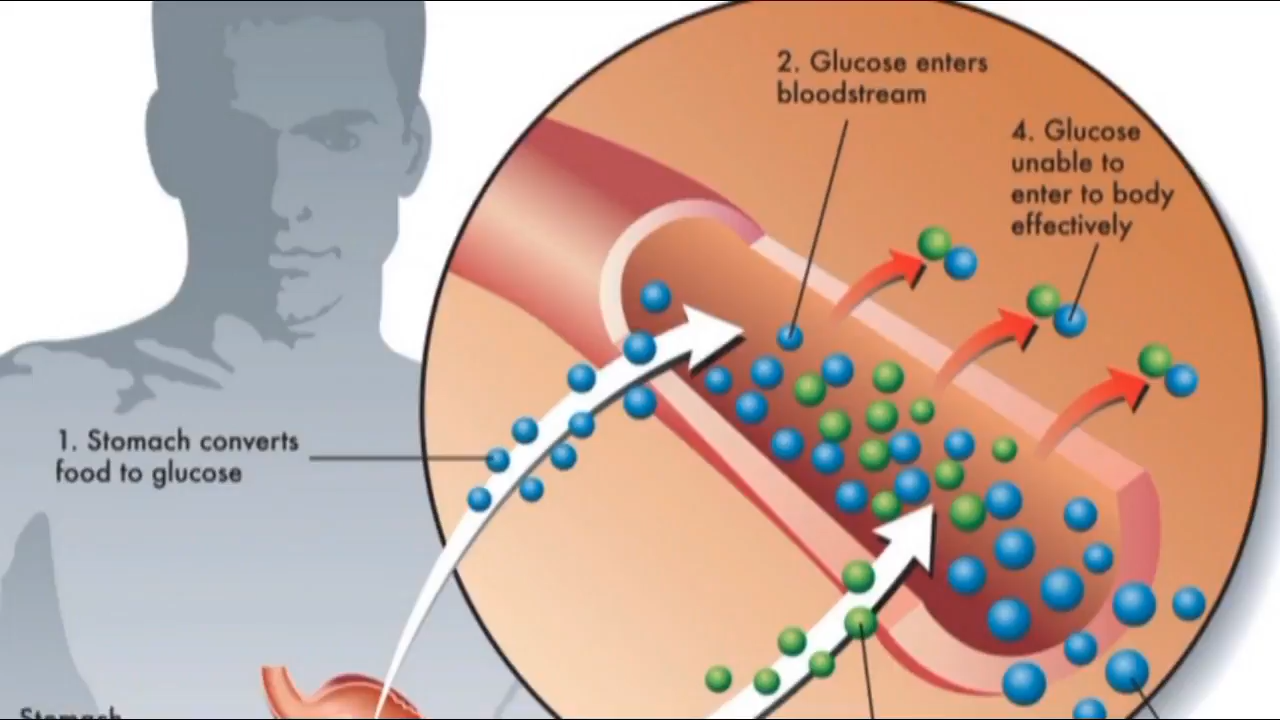 2. Glucose enters
bloodstream
4. Glucose
unable to
enter to body
effectively
1. Stomach converts
food to glucose
Stomach